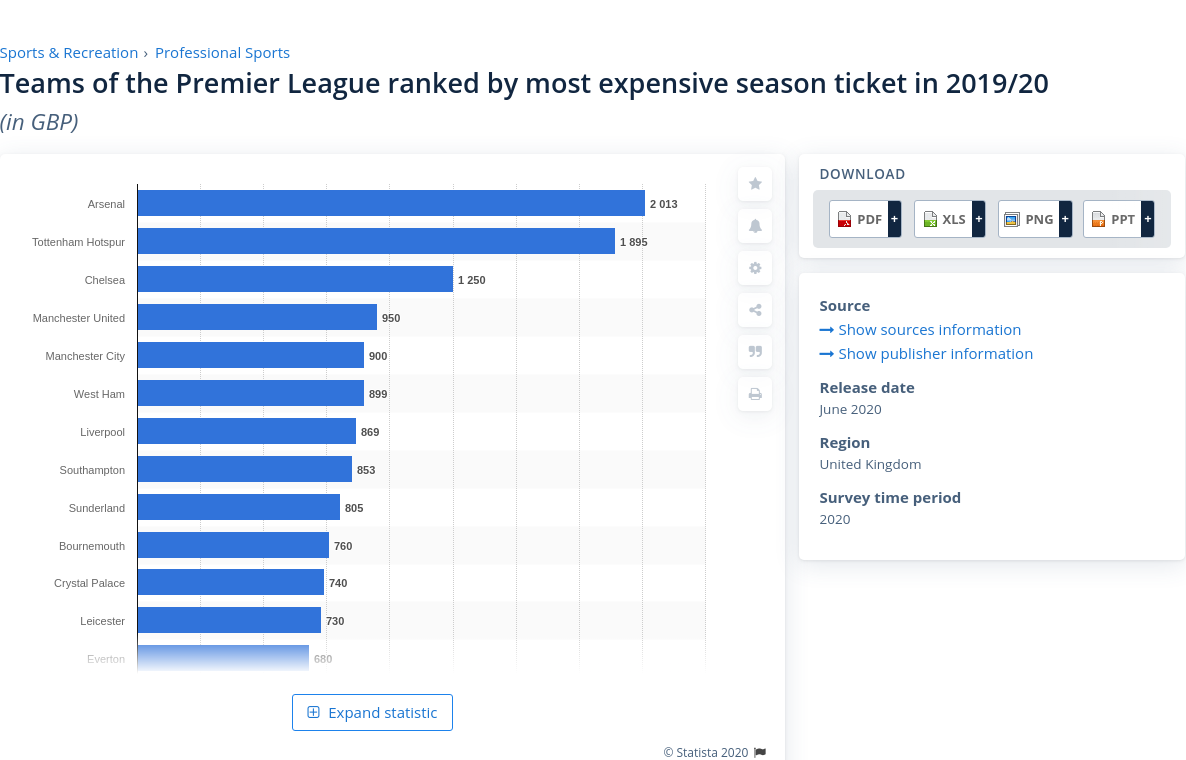 Sports & Recreation › Professional Sports
Teams of the Premier League ranked by most expensive season ticket in 2019/20
(in GBP)
Arsenal 2 013
Tottenham Hotspur 1 895
Chelsea 1 250
Manchester United 950
Manchester City 900
West Ham 899
Liverpool 869
Southampton 853
Sunderland 805
Bournemouth 760
Crystal Palace 740
Leicester 730
Everton 680
Expand statistic
© Statista 2020
DOWNLOAD
PDF + XLS + PNG + PPT +
Source
Show sources information
Show publisher information
Release date
June 2020
Region
United Kingdom
Survey time period
2020